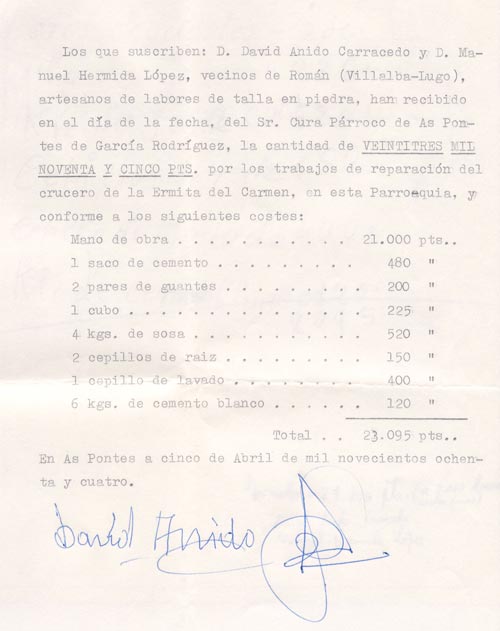 Los que suscriben: D. David Anido Carracedo y D. Ma-
nuel Hermida López, vecinos de Román (Villalba-Lugo),
artesanos de labores de talla en piedra, han recibido
en el día de la fecha, del Sr. Cura Párroco de As Pon-
tes de García Rodríguez, la cantidad de VEINTITRES MIL
NOVENTA Y CINCO PTS. por los trabajos de reparación del
crucero de la Ermita del Carmen, en esta Parroquia, y
conforme a los siguientes costes:
Mano de obra . . . . . . . . . . . 21.000 pts..
1 saco de cemento . . . . . . . . . 480 "
2 pares de guantes . . . . . . . . 200 "
1 cubo . . . . . . . . . . . . . . 225 "
4 kgs. de sosa . . . . . . . . . . 520 "
2 cepillos de raiz . . . . . . . . 150 "
1 cepillo de lavado . . . . . . . . 400 "
6 kgs. de cemento blanco . . . . . . 120 "
Total . . 23.095 pts..
En As Pontes a cinco de Abril de mil novecientos ochen-
ta y cuatro.
David Anido